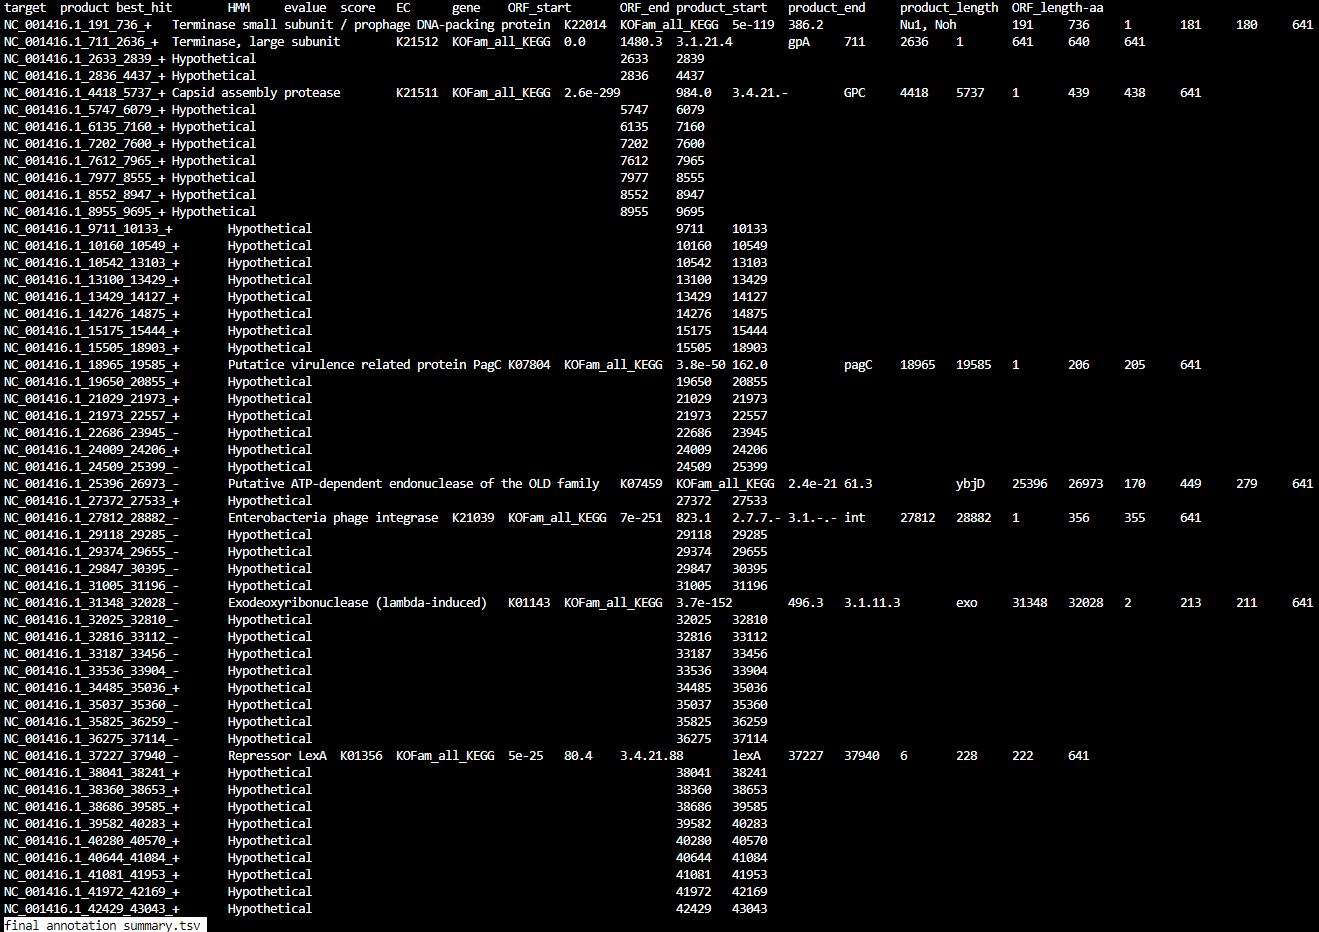 target product best_hit HMM evalue score EC gene ORF_start ORF_end product_start product_end product_length ORF_length-aa
NC_001416.1_191_736_+ Terminase small subunit / prophage DNA-packing protein K22014 KOFam_all_KEGG 5e-119 386.2 Nu1, Noh 191 736 1 181 180 641
NC_001416.1_711_2636_+ Terminase, large subunit K21512 KOFam_all_KEGG 0.0 1480.3 3.1.21.4 gpA 711 2636 1 641 640 641
NC_001416.1_2633_2839_+ Hypothetical 2633 2839
NC_001416.1_2836_4437_+ Hypothetical 2836 4437
NC_001416.1_4418_5737_+ Capsid assembly protease K21511 KOFam_all_KEGG 2.6e-299 984.0 3.4.21.- GPC 4418 5737 1 439 438 641
NC_001416.1_5747_6079_+ Hypothetical 5747 6079
NC_001416.1_6135_7160_+ Hypothetical 6135 7160
NC_001416.1_7202_7600_+ Hypothetical 7202 7600
NC_001416.1_7612_7965_+ Hypothetical 7612 7965
NC_001416.1_7977_8555_+ Hypothetical 7977 8555
NC_001416.1_8552_8947_+ Hypothetical 8552 8947
NC_001416.1_8955_9695_+ Hypothetical 8955 9695
NC_001416.1_9711_10133_+ Hypothetical 9711 10133
NC_001416.1_10160_10549_+ Hypothetical 10160 10549
NC_001416.1_10542_13103_+ Hypothetical 10542 13103
NC_001416.1_13100_13429_+ Hypothetical 13100 13429
NC_001416.1_13429_14127_+ Hypothetical 13429 14127
NC_001416.1_14276_14875_+ Hypothetical 14276 14875
NC_001416.1_15175_15444_+ Hypothetical 15175 15444
NC_001416.1_15505_18903_+ Hypothetical 15505 18903
NC_001416.1_18965_19585_+ Putatice virulence related protein PagC K07804 KOFam_all_KEGG 3.8e-50 162.0 pagC 18965 19585 1 206 205 641
NC_001416.1_19650_20855_+ Hypothetical 19650 20855
NC_001416.1_21029_21973_+ Hypothetical 21029 21973
NC_001416.1_21973_22557_+ Hypothetical 21973 22557
NC_001416.1_22686_23945_- Hypothetical 22686 23945
NC_001416.1_24009_24206_+ Hypothetical 24009 24206
NC_001416.1_24509_25399_- Hypothetical 24509 25399
NC_001416.1_25396_26973_- Putative ATP-dependent endonuclease of the OLD family K07459 KOFam_all_KEGG 2.4e-21 61.3 ybjD 25396 26973 170 449 279 641
NC_001416.1_27372_27533_+ Hypothetical 27372 27533
NC_001416.1_27812_28882_- Enterobacteria phage integrase K21039 KOFam_all_KEGG 7e-251 823.1 2.7.7.- 3.1.-.- int 27812 28882 1 356 355 641
NC_001416.1_29118_29285_- Hypothetical 29118 29285
NC_001416.1_29374_29655_- Hypothetical 29374 29655
NC_001416.1_29847_30395_- Hypothetical 29847 30395
NC_001416.1_31005_31196_- Hypothetical 31005 31196
NC_001416.1_31348_32028_- Exodeoxyribonuclease (lambda-induced) K01143 KOFam_all_KEGG 3.7e-152 496.3 3.1.11.3 exo 31348 32028 2 213 211 641
NC_001416.1_32025_32810_- Hypothetical 32025 32810
NC_001416.1_32816_33112_- Hypothetical 32816 33112
NC_001416.1_33187_33456_- Hypothetical 33187 33456
NC_001416.1_33536_33904_- Hypothetical 33536 33904
NC_001416.1_34485_35036_+ Hypothetical 34485 35036
NC_001416.1_35037_35360_- Hypothetical 35037 35360
NC_001416.1_35825_36259_- Hypothetical 35825 36259
NC_001416.1_36275_37114_- Hypothetical 36275 37114
NC_001416.1_37227_37940_- Repressor LexA K01356 KOFam_all_KEGG 5e-25 80.4 3.4.21.88 lexA 37227 37940 6 228 222 641
NC_001416.1_38041_38241_+ Hypothetical 38041 38241
NC_001416.1_38360_38653_+ Hypothetical 38360 38653
NC_001416.1_38686_39585_+ Hypothetical 38686 39585
NC_001416.1_39582_40283_+ Hypothetical 39582 40283
NC_001416.1_40280_40570_+ Hypothetical 40280 40570
NC_001416.1_40644_41084_+ Hypothetical 40644 41084
NC_001416.1_41081_41953_+ Hypothetical 41081 41953
NC_001416.1_41972_42169_+ Hypothetical 41972 42169
NC_001416.1_42429_43043_+ Hypothetical 42429 43043
final_annotation_summary.tsv